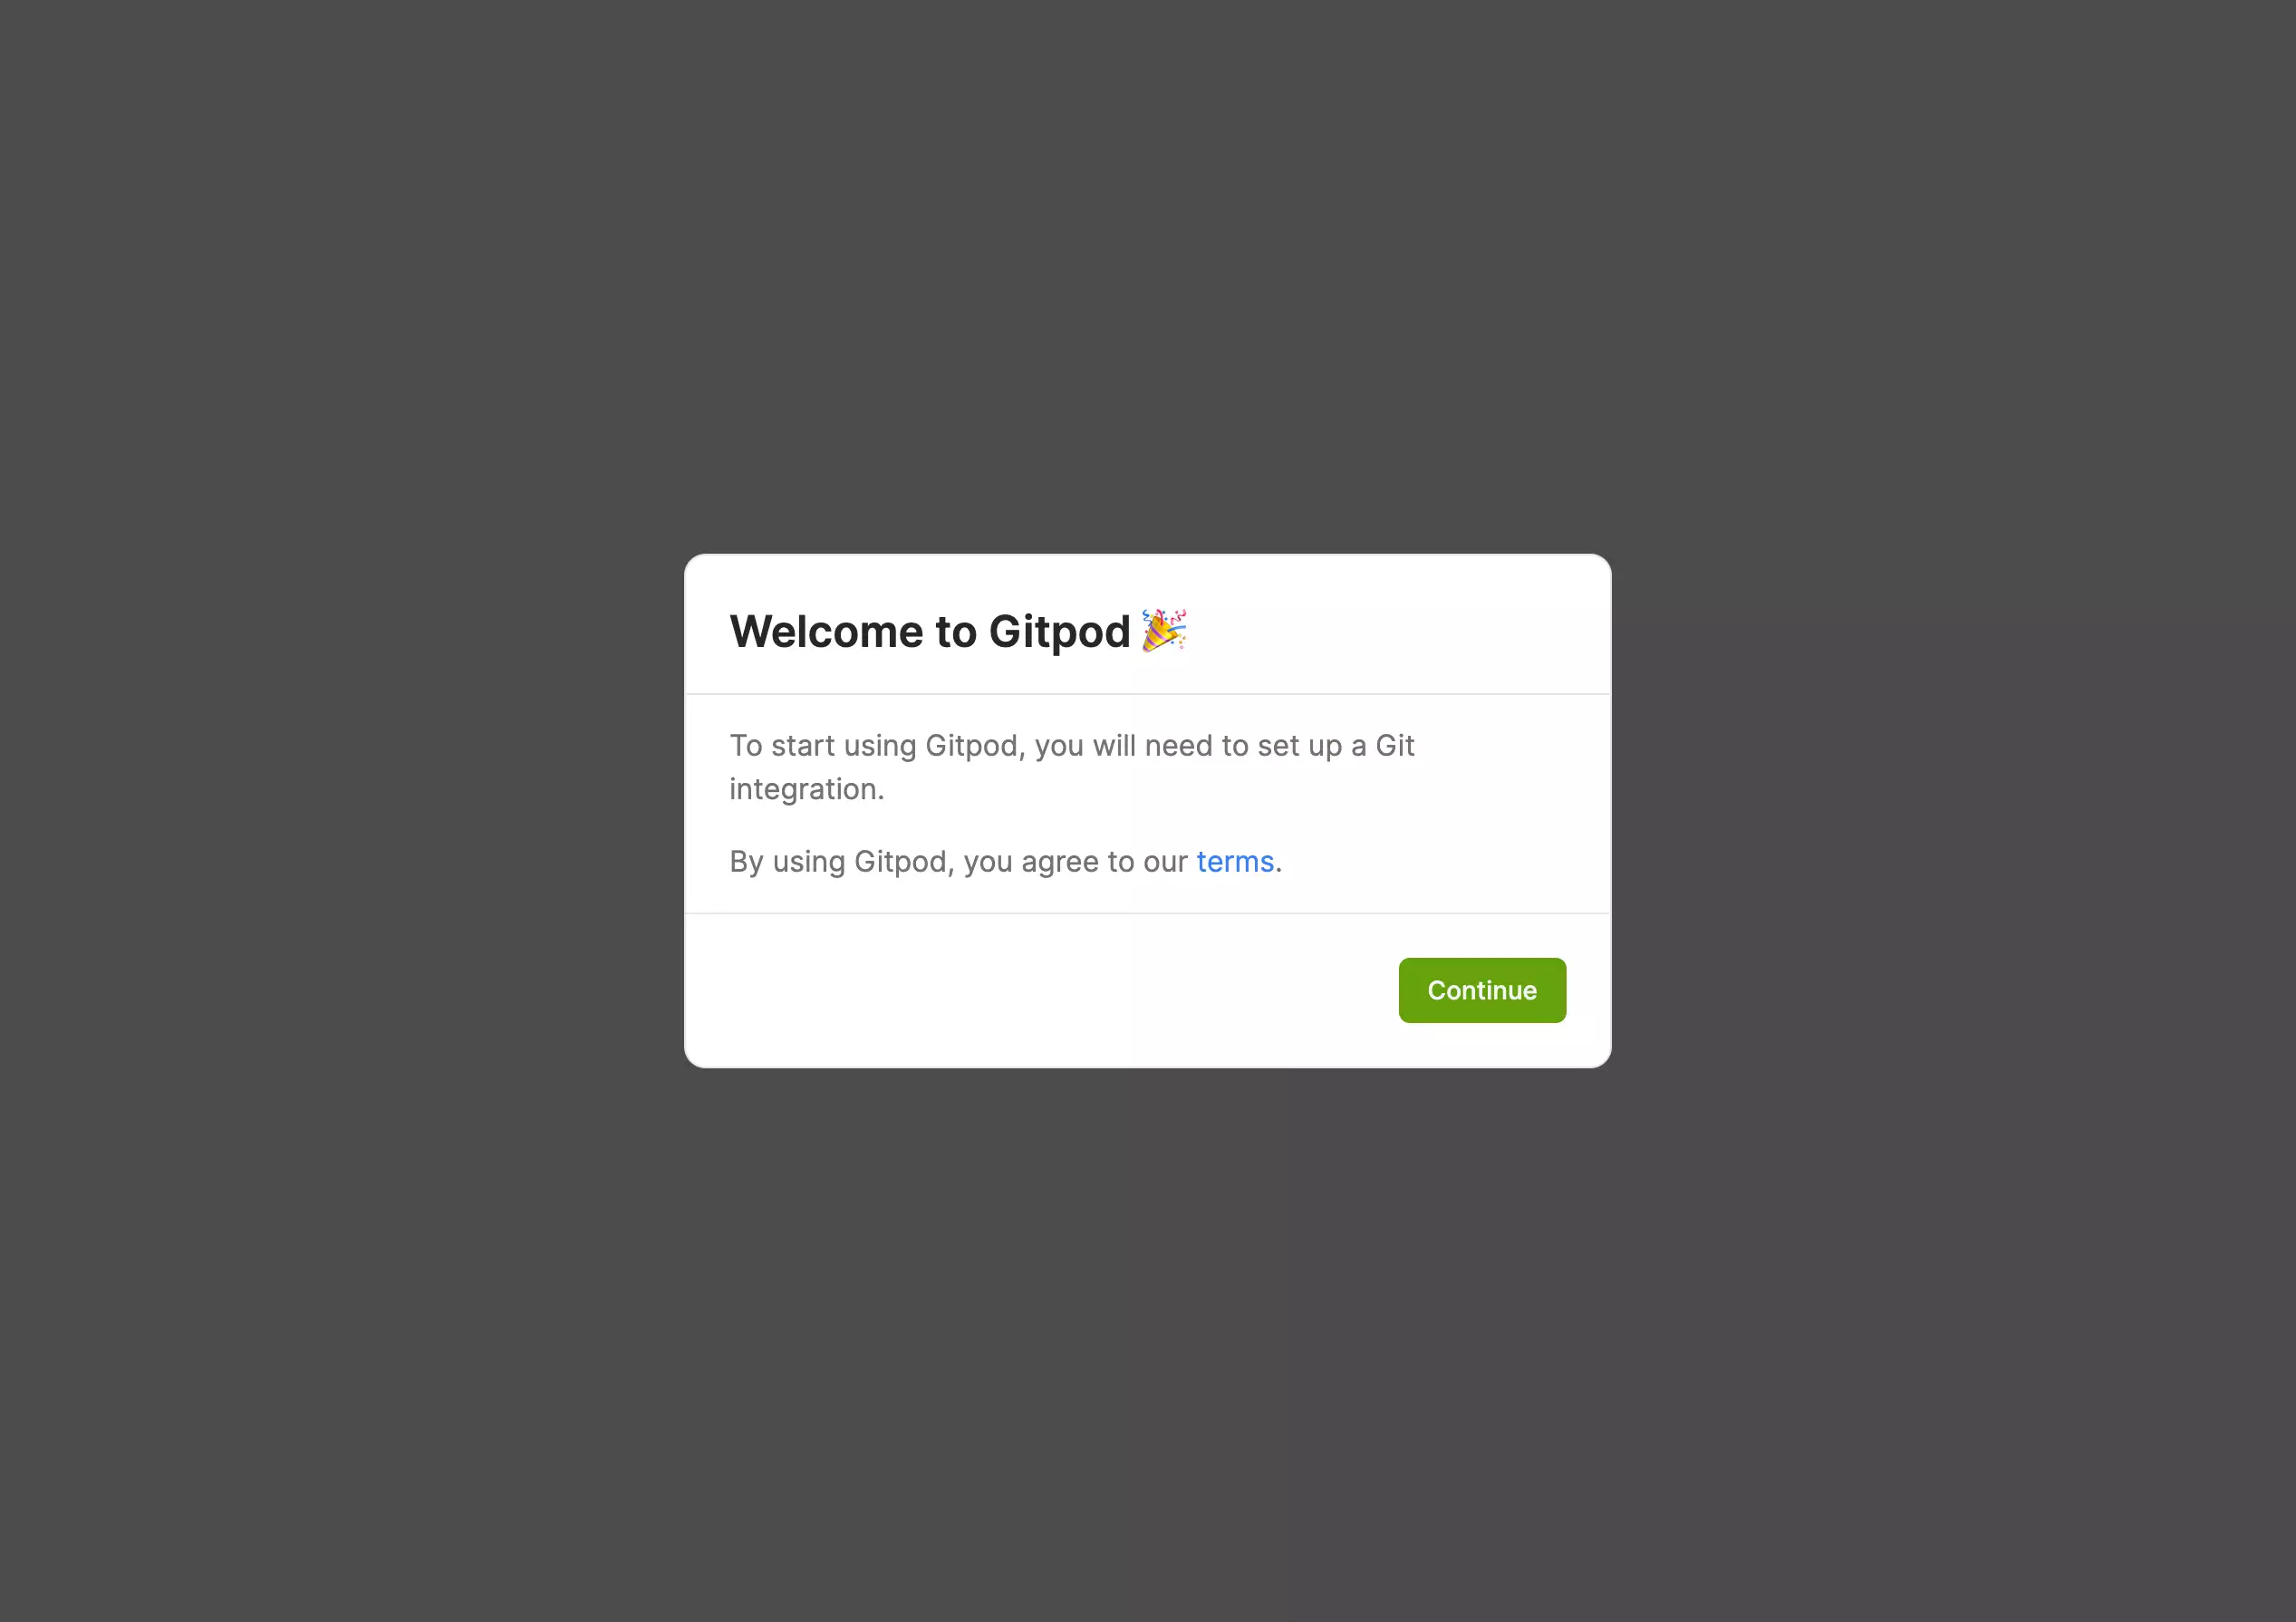 Welcome to Gitpod 🎉
To start using Gitpod, you will need to set up a Git
integration.
By using Gitpod, you agree to our terms.
Continue